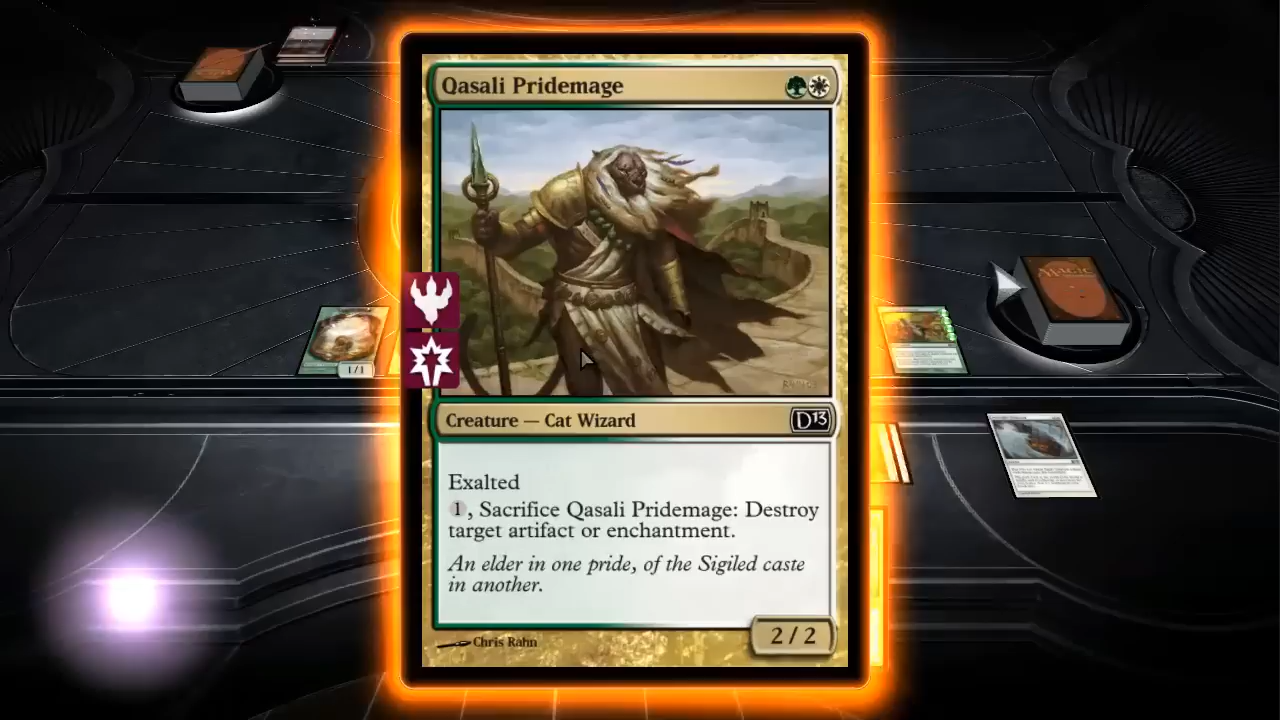 Qasali Pridemage
Creature — Cat Wizard
D13
Exalted
1, Sacrifice Qasali Pridemage: Destroy
target artifact or enchantment.
An elder in one pride, of the Sigiled caste
in another.
Chris Rahn
2 / 2
1/1
MAGIC